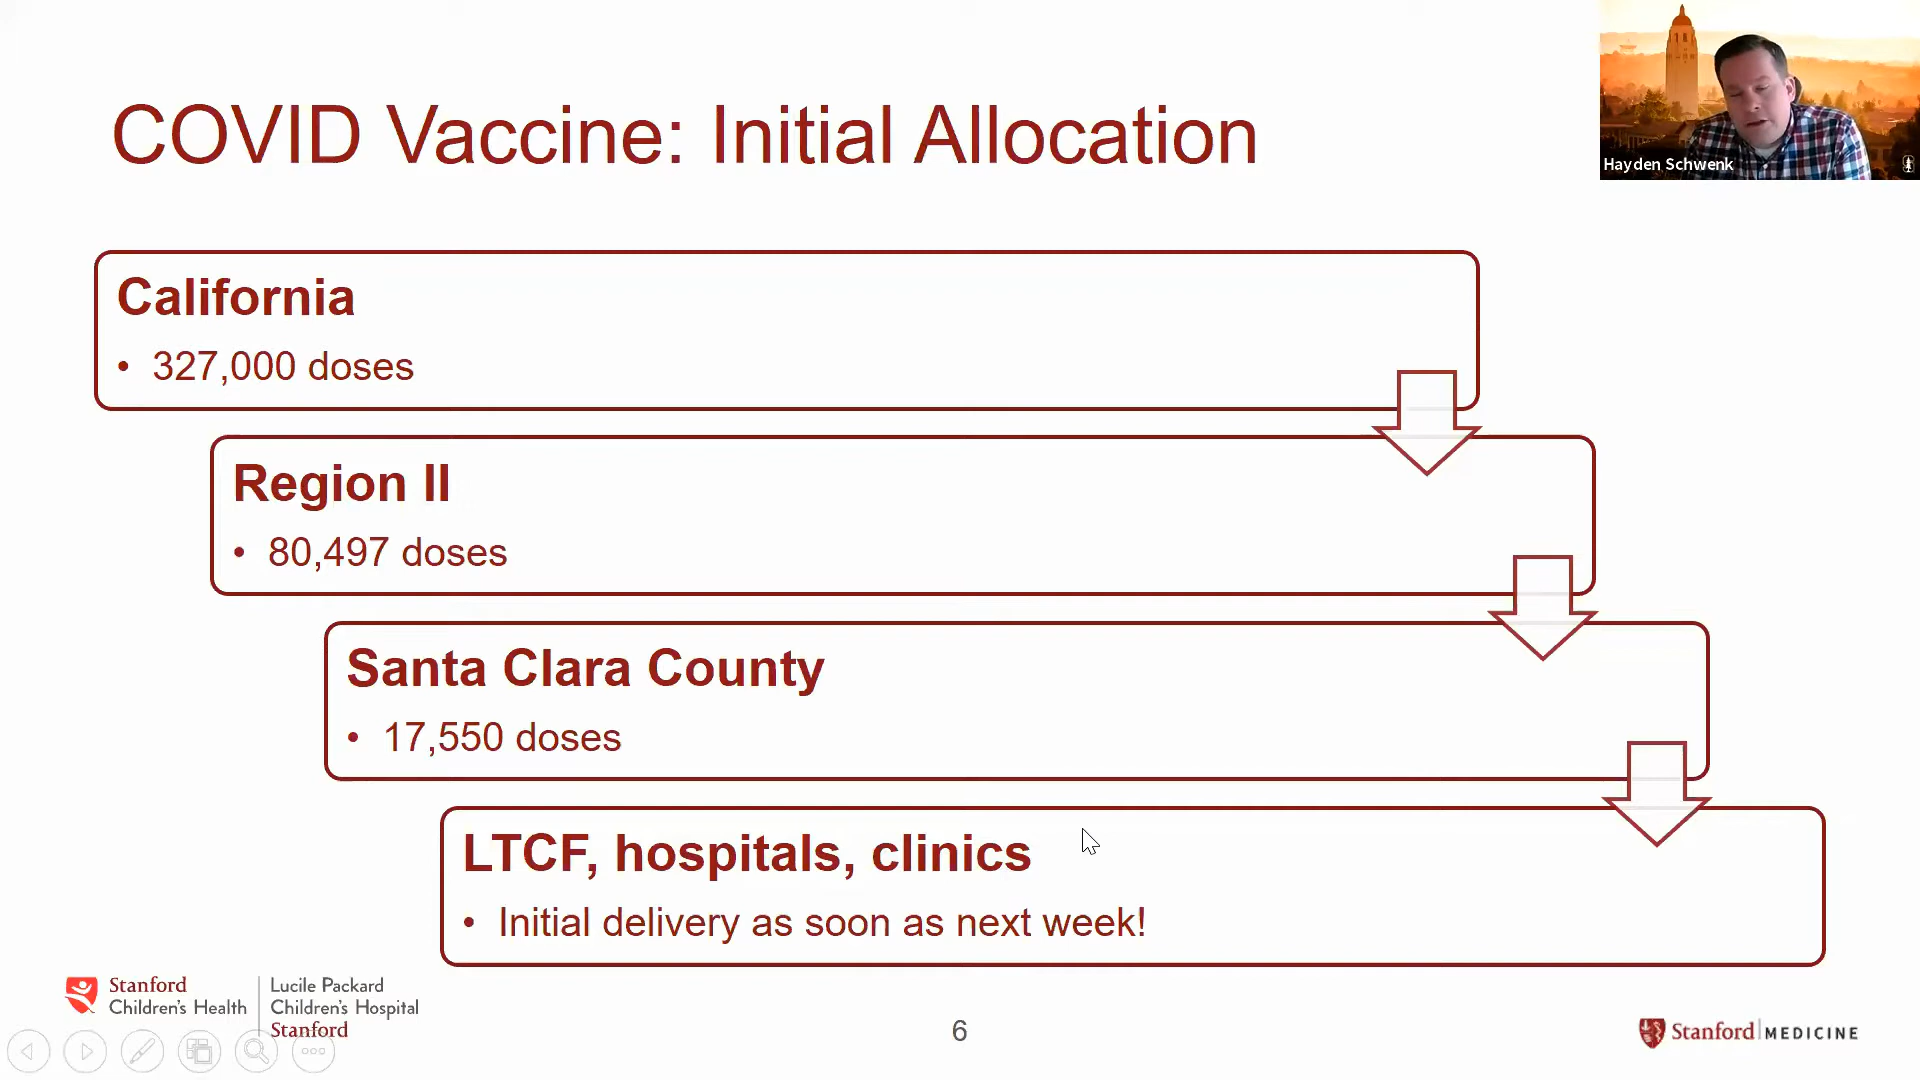 COVID Vaccine: Initial Allocation
Hayden Schwenk
California
• 327,000 doses
Region II
• 80,497 doses
Santa Clara County
• 17,550 doses
LTCF, hospitals, clinics
• Initial delivery as soon as next week!
Stanford
Children's Health
Lucile Packard
Children's Hospital
Stanford
6
Stanford MEDICINE